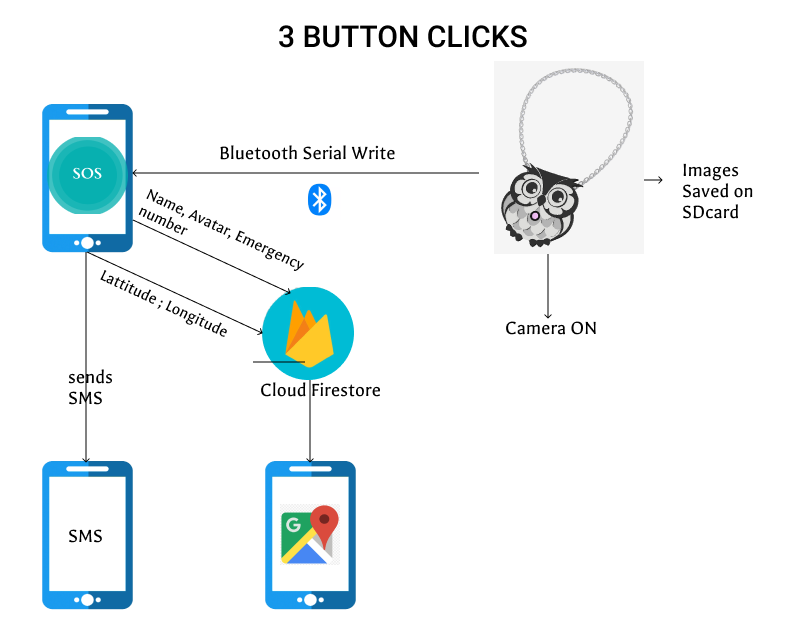 3 BUTTON CLICKS
Bluetooth Serial Write
SOS
Images
Saved on
SDcard
Name, Avatar, Emergency
number
Lattitude ; Longitude
Camera ON
sends
SMS
Cloud Firestore
SMS
G